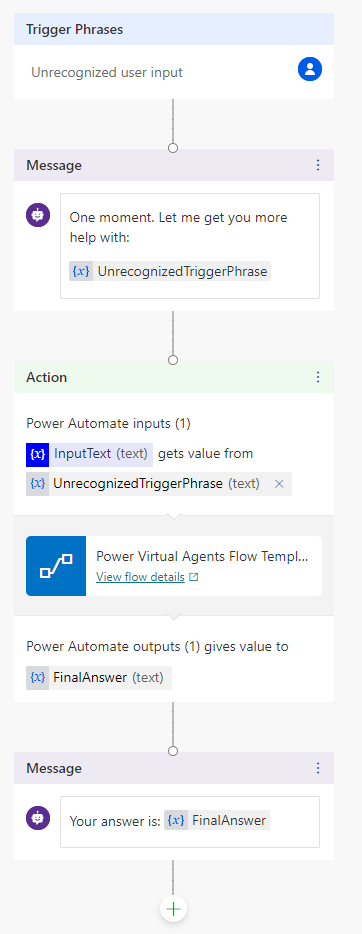 Trigger Phrases
Unrecognized user input
Message
One moment. Let me get you more
help with:
{x} UnrecognizedTriggerPhrase
Action
Power Automate inputs (1)
{x} InputText (text) gets value from
{x} UnrecognizedTriggerPhrase (text)
Power Virtual Agents Flow Templ...
View flow details
Power Automate outputs (1) gives value to
{x} FinalAnswer (text)
Message
Your answer is: {x} FinalAnswer